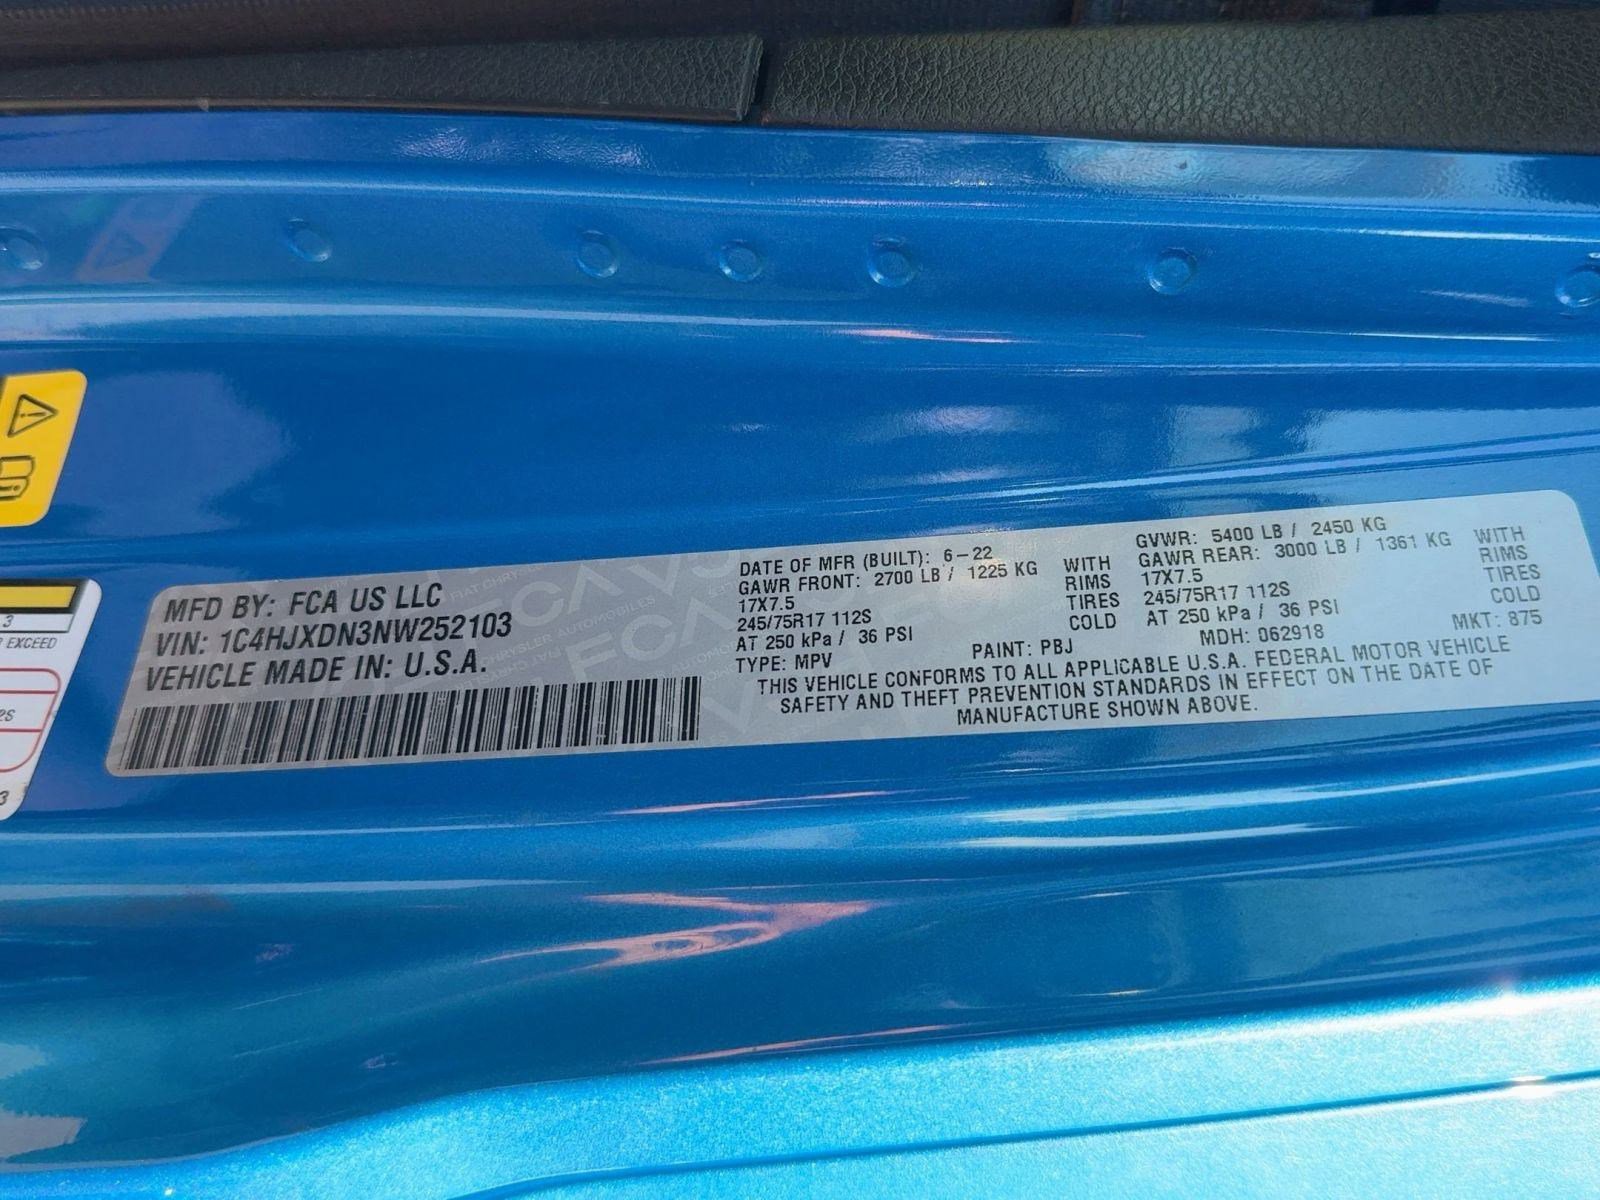 3
EXCEED
MFD BY: FCA US LLC
VIN: 1C4HJXDN3NW252103
VEHICLE MADE IN: U.S.A.
DATE OF MFR (BUILT): 6-22
GAWR FRONT: 2700 LB / 1225 KG WITH
17X7.5 RIMS
245/75R17 112S TIRES
AT 250 kPa / 36 PSI COLD
TYPE: MPV PAINT: PBJ
GVWR: 5400 LB / 2450 KG
GAWR REAR: 3000 LB / 1361 KG WITH
17X7.5 RIMS
245/75R17 112S TIRES
AT 250 kPa / 36 PSI COLD
MDH: 062918 MKT: 875
THIS VEHICLE CONFORMS TO ALL APPLICABLE U.S.A. FEDERAL MOTOR VEHICLE
SAFETY AND THEFT PREVENTION STANDARDS IN EFFECT ON THE DATE OF
MANUFACTURE SHOWN ABOVE.